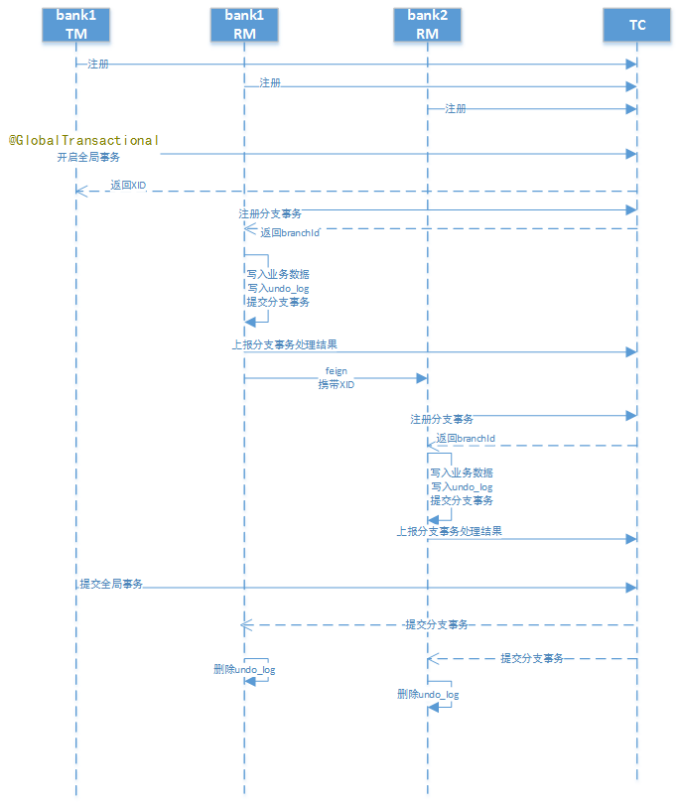 bank1
TM
bank1
RM
bank2
RM
TC
注册
注册
注册
@GlobalTransactional
开启全局事务
返回XID
注册分支事务
返回branchId
写入业务数据
写入undo_log
提交分支事务
上报分支事务处理结果
feign
携带XID
注册分支事务
返回branchId
写入业务数据
写入undo_log
提交分支事务
上报分支事务处理结果
提交全局事务
提交分支事务
提交分支事务
删除undo_log
删除undo_log